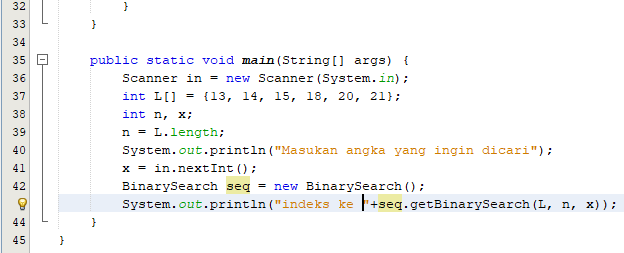 32 }
33 }
34
35 public static void main(String[] args) {
36 Scanner in = new Scanner(System.in);
37 int L[] = {13, 14, 15, 18, 20, 21};
38 int n, x;
39 n = L.length;
40 System.out.println("Masukan angka yang ingin dicari");
41 x = in.nextInt();
42 BinarySearch seq = new BinarySearch();
System.out.println("indeks ke "+seq.getBinarySearch(L, n, x));
44 }
45 }